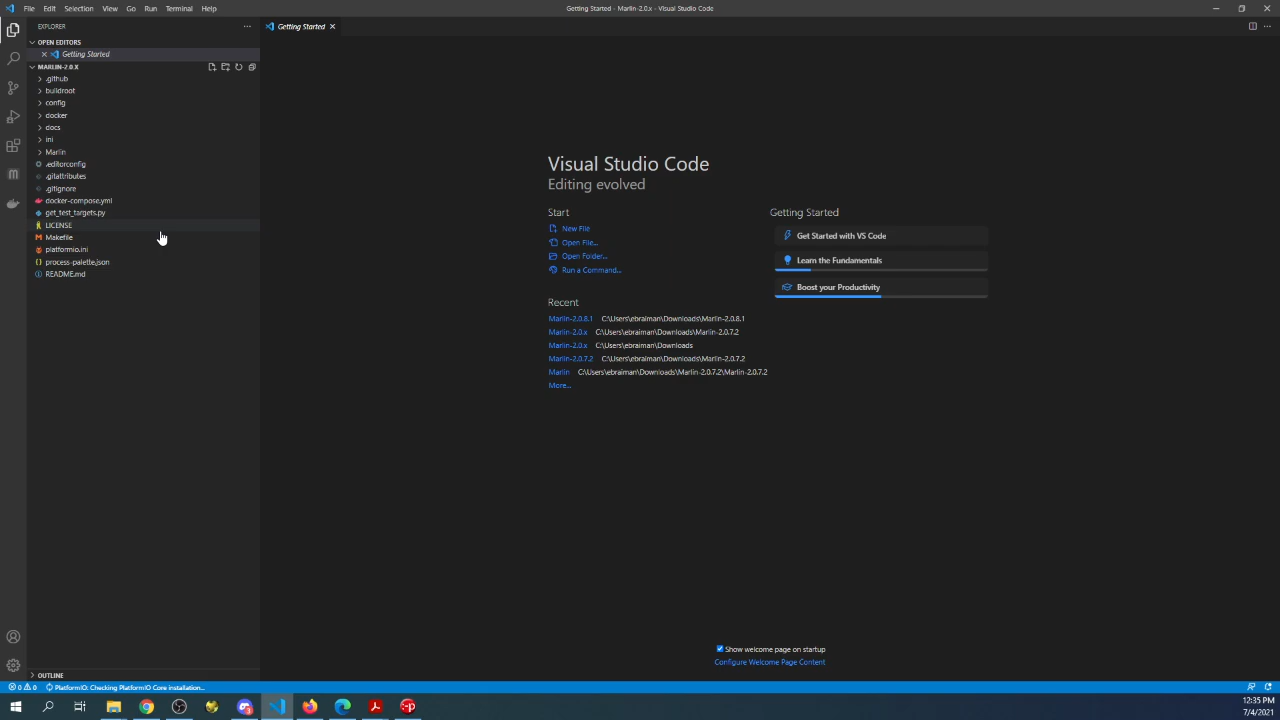 File Edit Selection View Go Run Terminal Help
Getting Started - Marlin-2.0.x - Visual Studio Code
EXPLORER
OPEN EDITORS
Getting Started
MARLIN-2.0.X
.github
buildroot
config
docker
docs
ini
Marlin
.editorconfig
.gitattributes
.gitignore
docker-compose.yml
get_test_targets.py
LICENSE
Makefile
platformio.ini
process-palette.json
README.md
OUTLINE
Getting Started
Visual Studio Code
Editing evolved
Start
New File
Open File...
Open Folder...
Run a Command...
Recent
Marlin-2.0.8.1 C:\Users\ebraiman\Downloads\Marlin-2.0.8.1
Marlin-2.0.x C:\Users\ebraiman\Downloads\Marlin-2.0.7.2
Marlin-2.0.x C:\Users\ebraiman\Downloads
Marlin-2.0.7.2 C:\Users\ebraiman\Downloads\Marlin-2.0.7.2
Marlin C:\Users\ebraiman\Downloads\Marlin-2.0.7.2\Marlin-2.0.7.2
More...
Getting Started
Get Started with VS Code
Learn the Fundamentals
Boost your Productivity
Show welcome page on startup
Configure Welcome Page Content
0 0 PlatformIO: Checking PlatformIO Core installation...
12:35 PM
7/4/2021